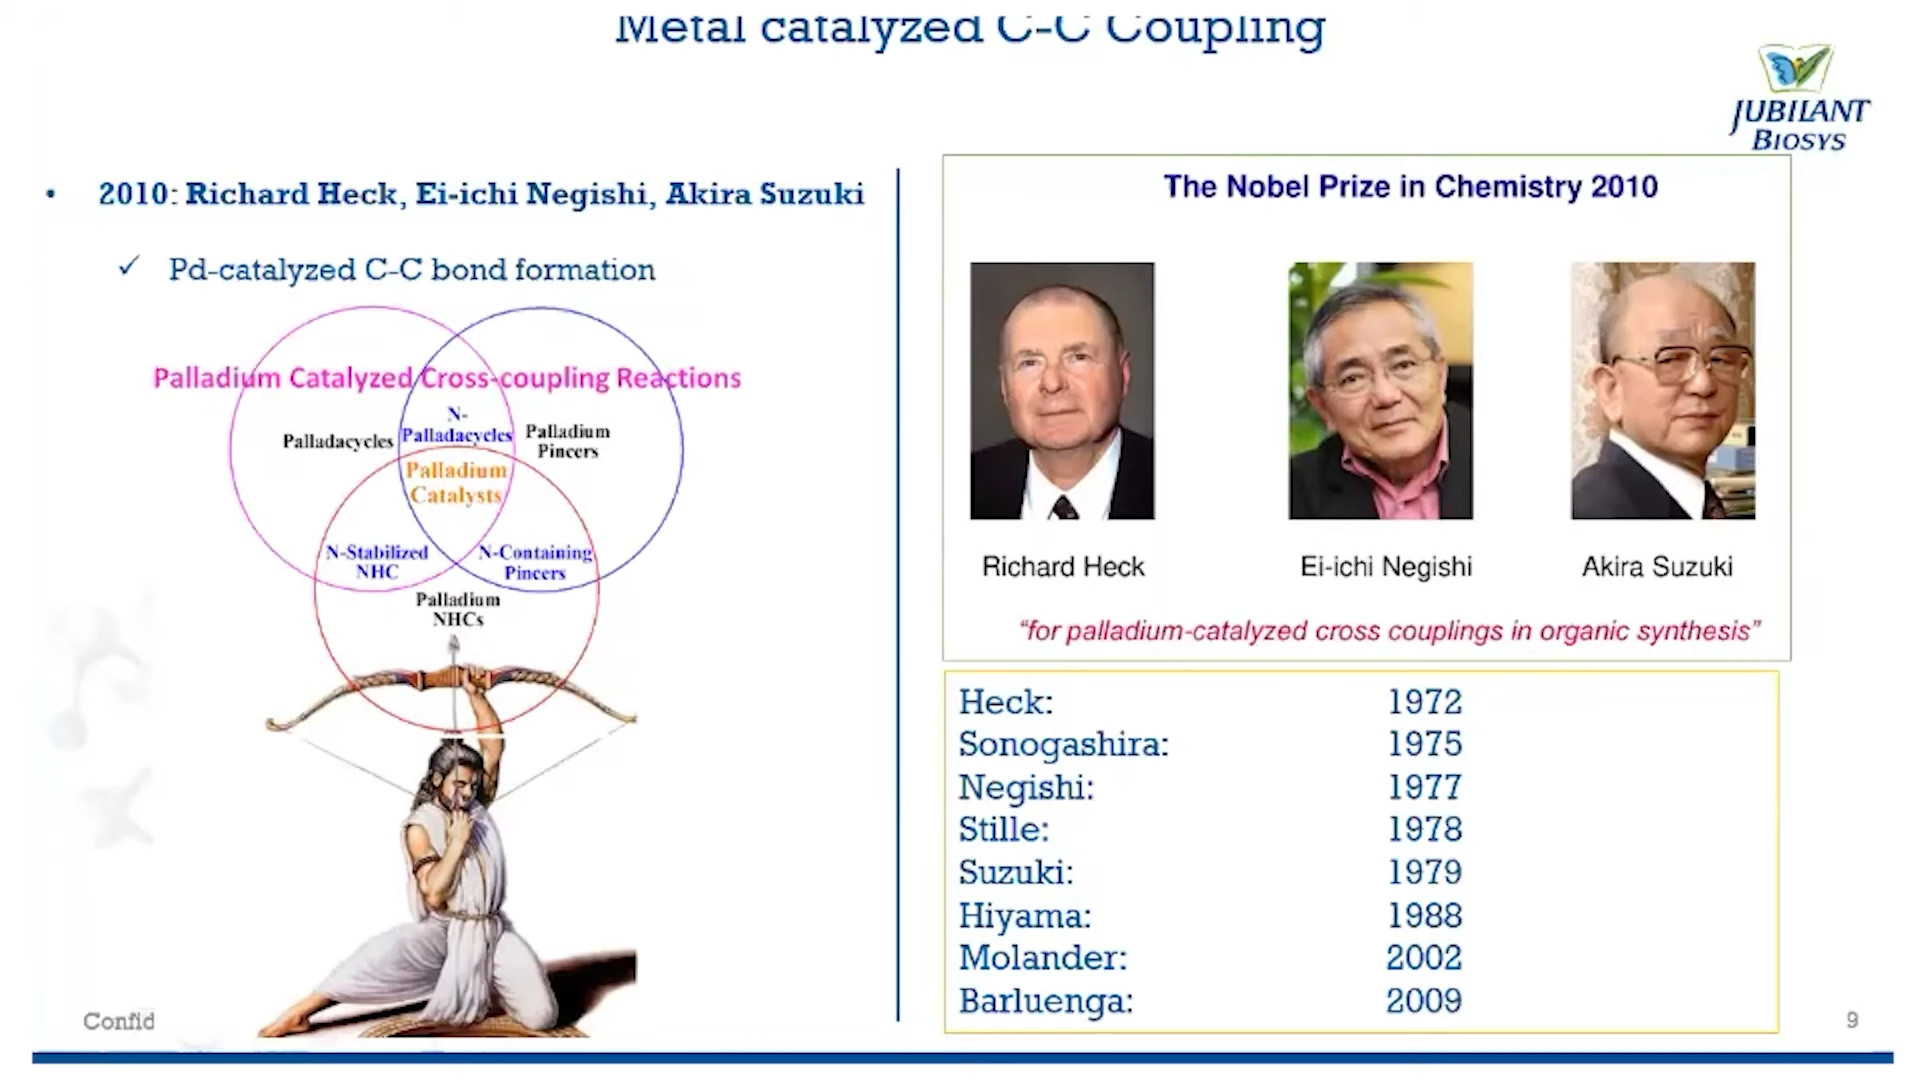 Metal catalyzed C-C Coupling
JUBILANT
BIOSYS
• 2010: Richard Heck, Ei-ichi Negishi, Akira Suzuki
✓ Pd-catalyzed C-C bond formation
Palladium Catalyzed Cross-coupling Reactions
Palladacycles
N-
Palladacycles
Palladium
Pincers
Palladium
Catalysts
N-Stabilized
NHC
N-Containing
Pincers
Palladium
NHCs
The Nobel Prize in Chemistry 2010
Richard Heck
Ei-ichi Negishi
Akira Suzuki
“for palladium-catalyzed cross couplings in organic synthesis”
Heck: 1972
Sonogashira: 1975
Negishi: 1977
Stille: 1978
Suzuki: 1979
Hiyama: 1988
Molander: 2002
Barluenga: 2009
Confid
9